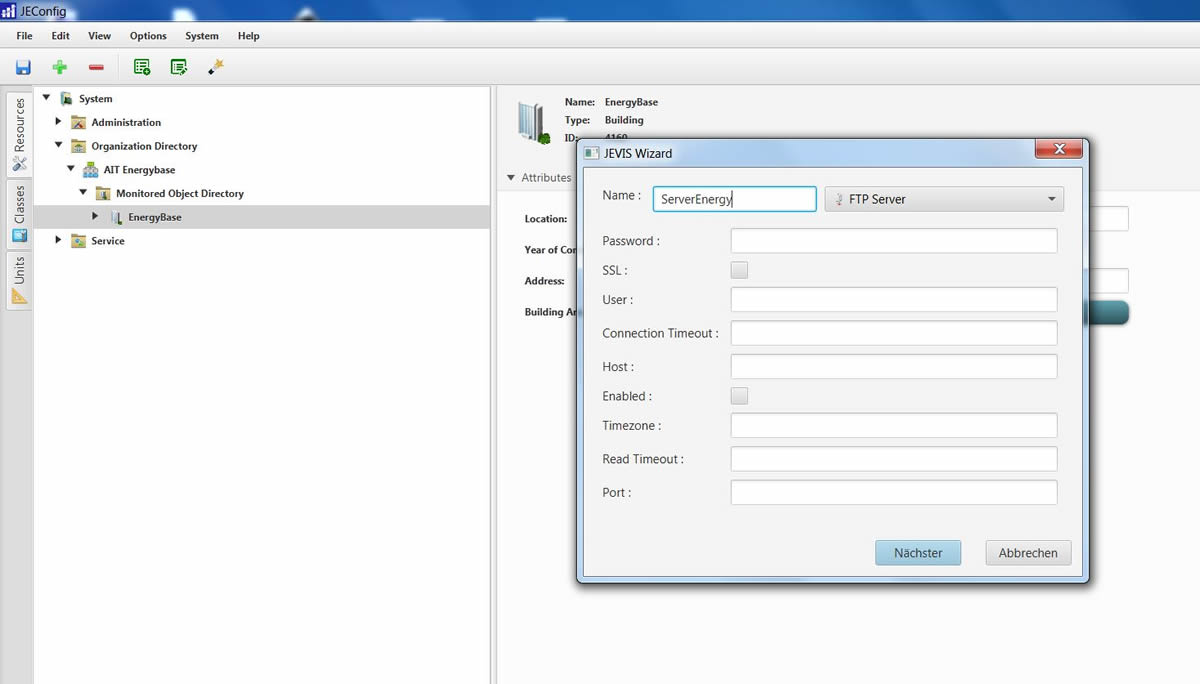 JEConfig
File Edit View Options System Help
Resources
Classes
Units
System
Administration
Organization Directory
AIT Energybase
Monitored Object Directory
EnergyBase
Service
Name: EnergyBase
Type: Building
ID: 4160
Attributes
Location:
Year of Con
Address:
Building Ar
JEVIS Wizard
Name : ServerEnergy FTP Server
Password :
SSL :
User :
Connection Timeout :
Host :
Enabled :
Timezone :
Read Timeout :
Port :
Nächster Abbrechen